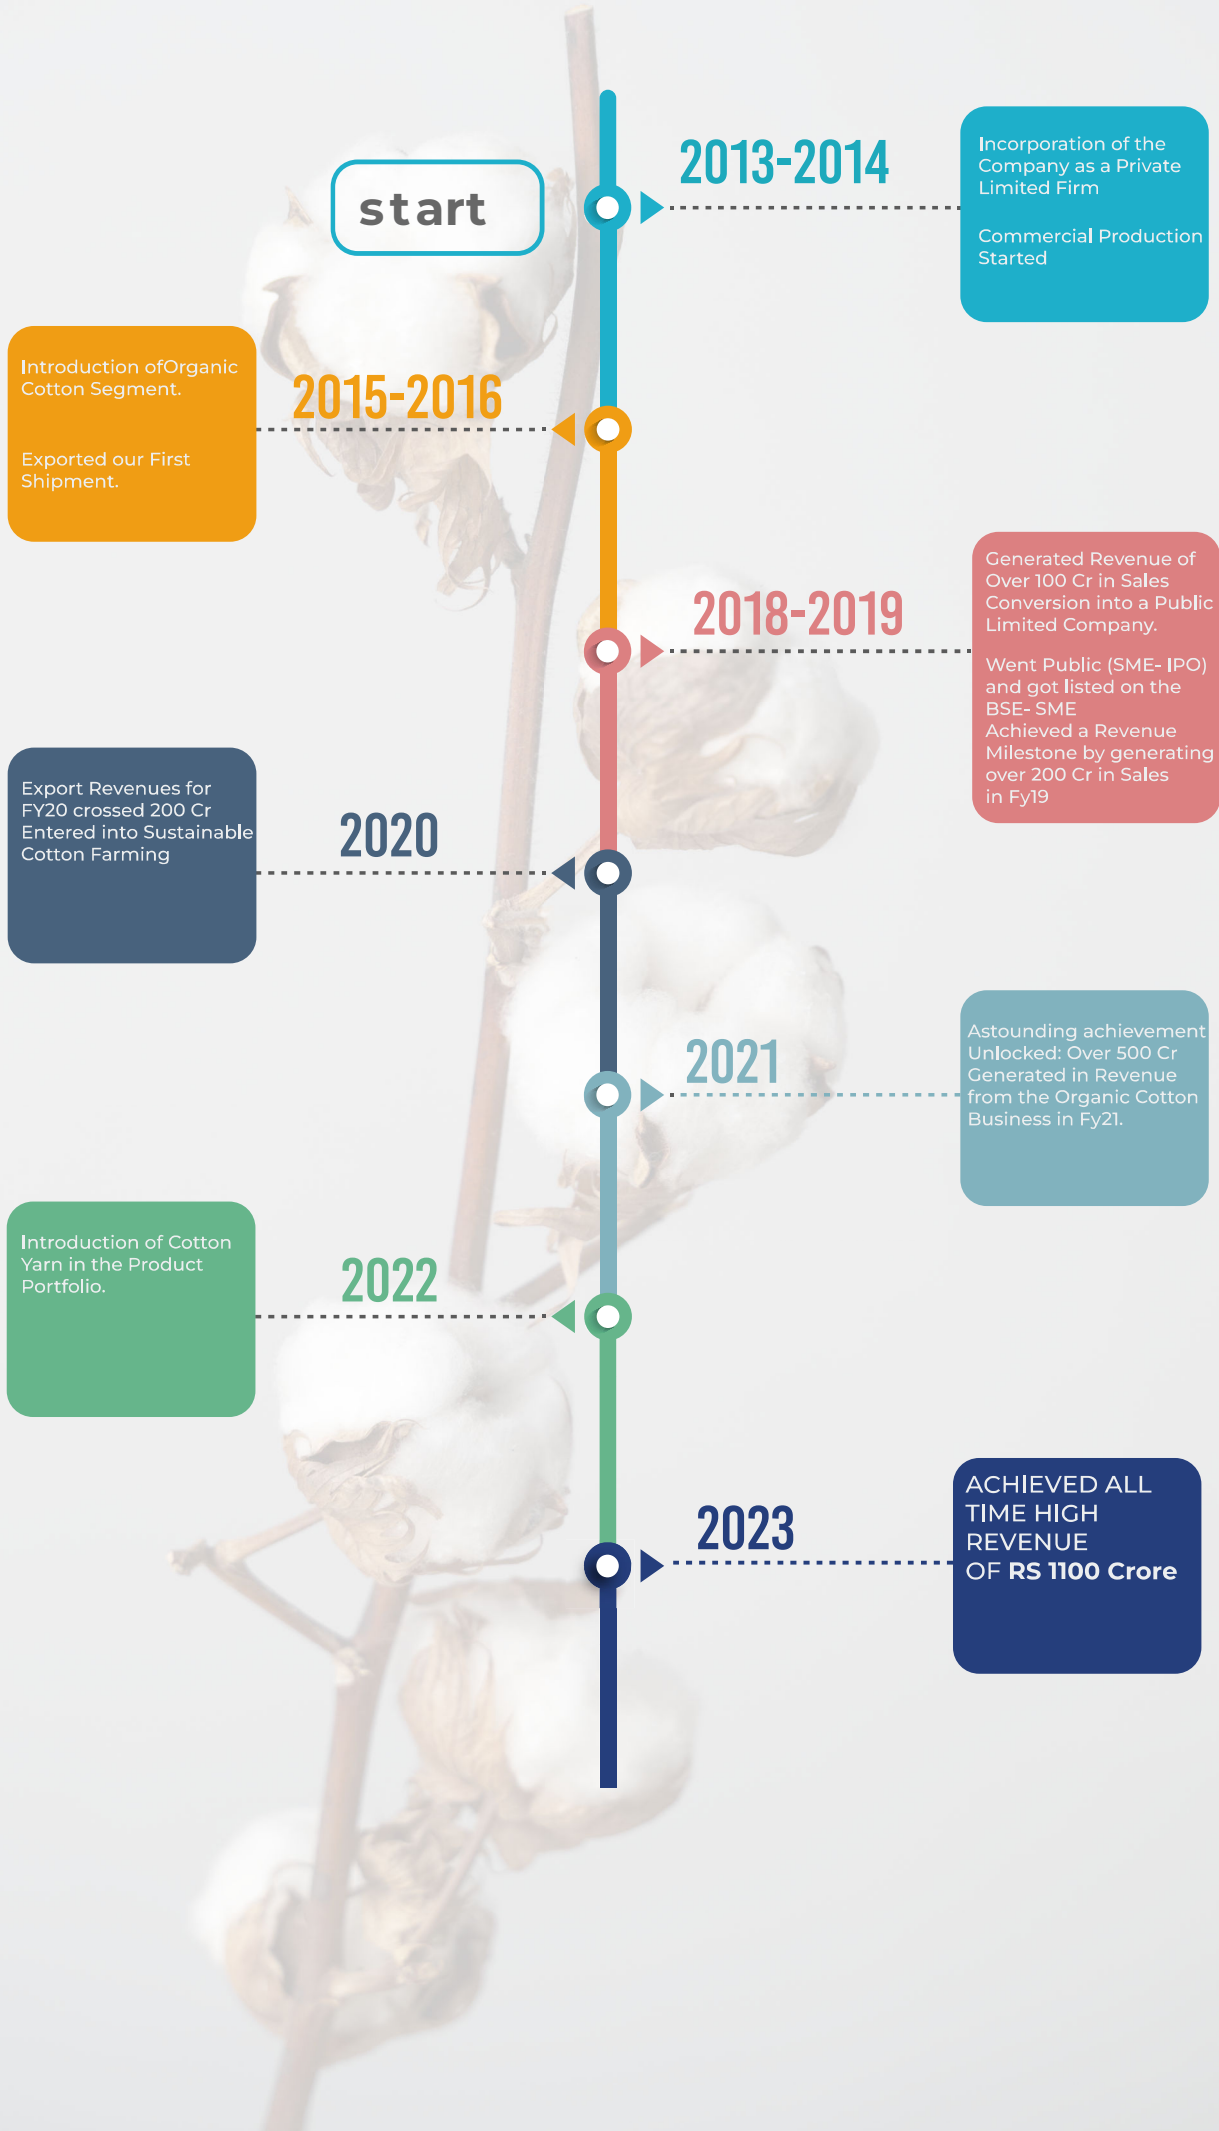 start
2013-2014
Incorporation of the
Company as a Private
Limited Firm
Commercial Production
Started
2015-2016
Introduction ofOrganic
Cotton Segment.
Exported our First
Shipment.
2018-2019
Generated Revenue of
Over 100 Cr in Sales
Conversion into a Public
Limited Company.
Went Public (SME- IPO)
and got listed on the
BSE- SME
Achieved a Revenue
Milestone by generating
over 200 Cr in Sales
in Fy19
2020
Export Revenues for
FY20 crossed 200 Cr
Entered into Sustainable
Cotton Farming
2021
Astounding achievement
Unlocked: Over 500 Cr
Generated in Revenue
from the Organic Cotton
Business in Fy21.
2022
Introduction of Cotton
Yarn in the Product
Portfolio.
2023
ACHIEVED ALL
TIME HIGH
REVENUE
OF RS 1100 Crore